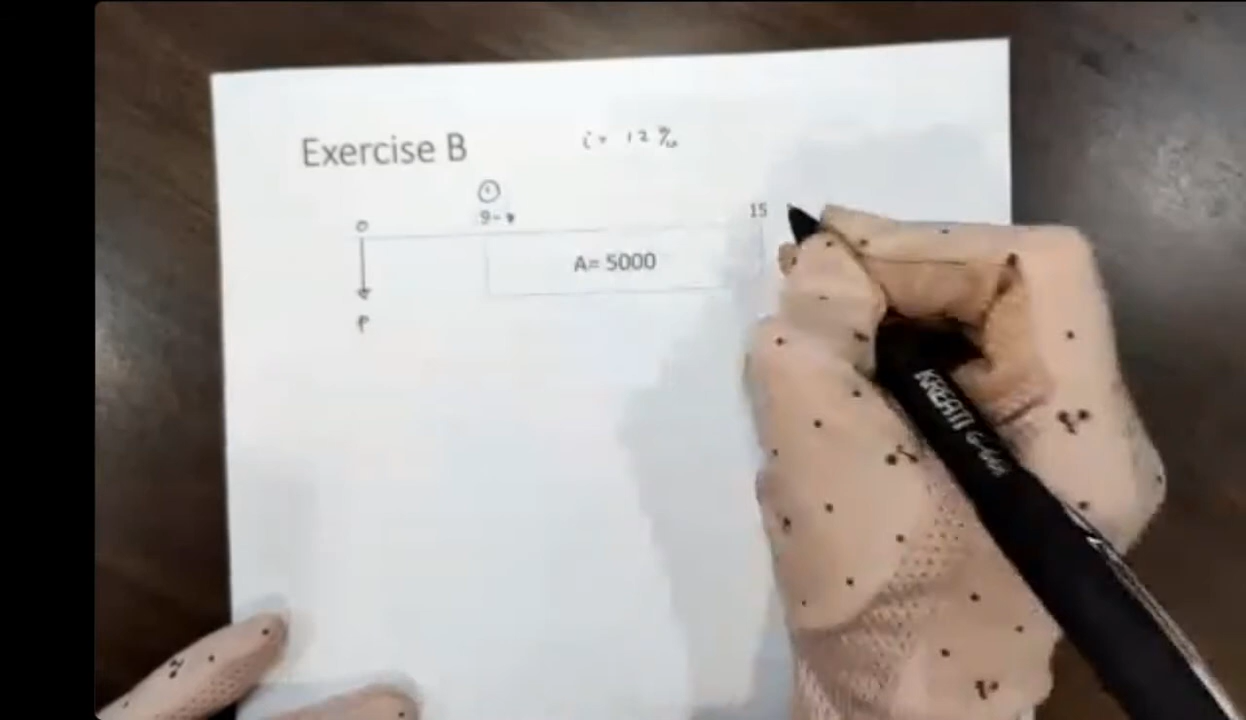 Exercise B
i= 12%
1
0
9-
15
A= 5000
P
KREATI